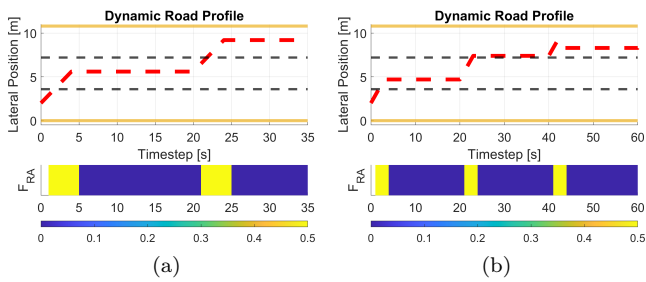 Dynamic Road Profile
Lateral Position [m]
10
5
0
0 5 10 15 20 25 30 35
Timestep [s]
F_RA
0 5 10 15 20 25 30 35
0 0.1 0.2 0.3 0.4 0.5
(a)
Dynamic Road Profile
Lateral Position [m]
10
5
0
0 10 20 30 40 50 60
Timestep [s]
F_RA
0 10 20 30 40 50 60
0 0.1 0.2 0.3 0.4 0.5
(b)